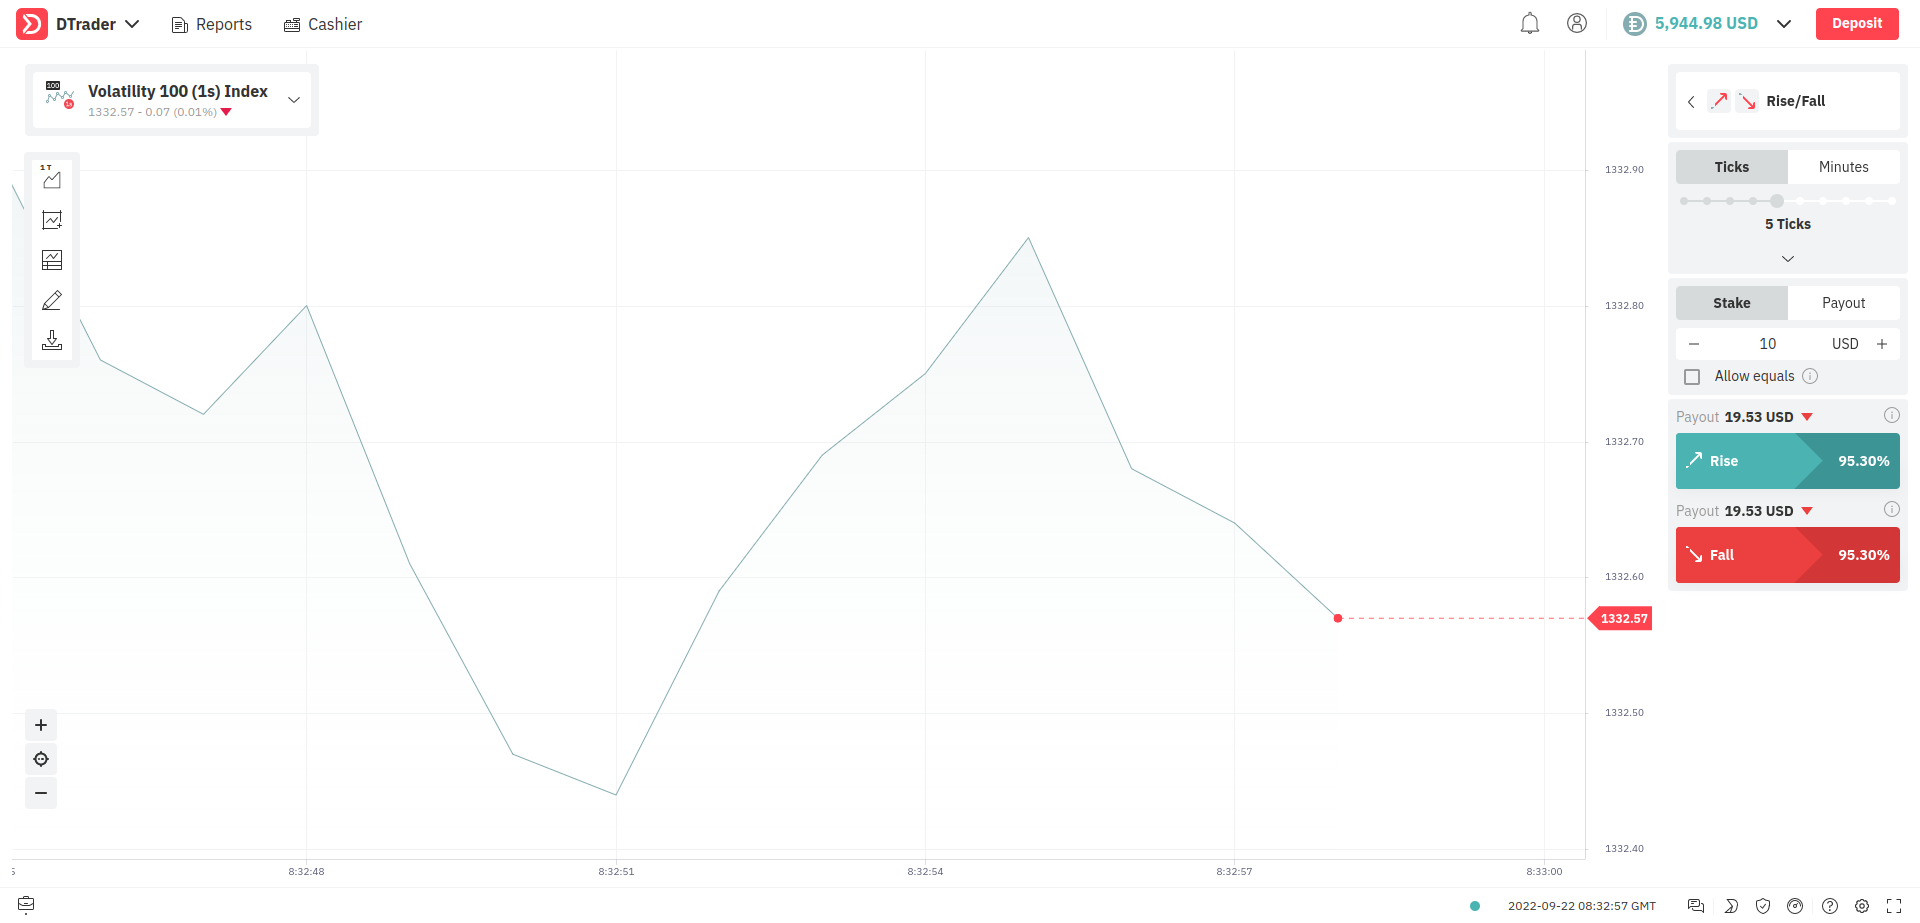 DTrader
Reports
Cashier
5,944.98 USD
Deposit
100
1s
Volatility 100 (1s) Index
1332.57 - 0.07 (0.01%)
1 T
1332.90
1332.80
1332.70
1332.60
1332.57
1332.50
1332.40
8:32:48
8:32:51
8:32:54
8:32:57
8:33:00
Rise/Fall
Ticks Minutes
5 Ticks
Stake Payout
10 USD
Allow equals
Payout 19.53 USD
Rise 95.30%
Payout 19.53 USD
Fall 95.30%
2022-09-22 08:32:57 GMT